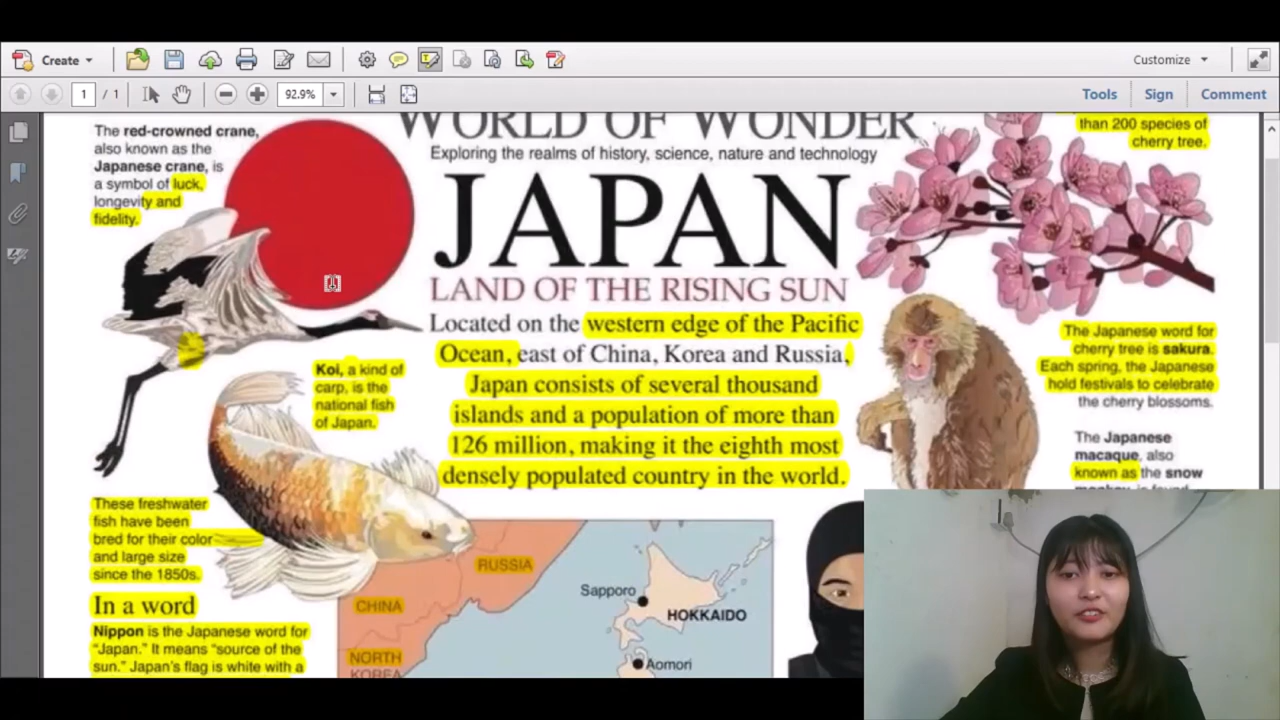 Create
Customize
1 / 1
92.9%
Tools
Sign
Comment
The red-crowned crane,
also known as the
Japanese crane, is
a symbol of luck,
longevity and
fidelity.
WORLD OF WONDER
Exploring the realms of history, science, nature and technology
JAPAN
LAND OF THE RISING SUN
Located on the western edge of the Pacific
Ocean, east of China, Korea and Russia,
Japan consists of several thousand
islands and a population of more than
126 million, making it the eighth most
densely populated country in the world.
than 200 species of
cherry tree.
The Japanese word for
cherry tree is sakura.
Each spring, the Japanese
hold festivals to celebrate
the cherry blossoms.
The Japanese
macaque, also
known as the snow
Koi, a kind of
carp, is the
national fish
of Japan.
These freshwater
fish have been
bred for their color
and large size
since the 1850s.
In a word
Nippon is the Japanese word for
"Japan." It means "source of the
sun." Japan's flag is white with a
RUSSIA
CHINA
NORTH
KOREA
Sapporo
HOKKAIDO
Aomori